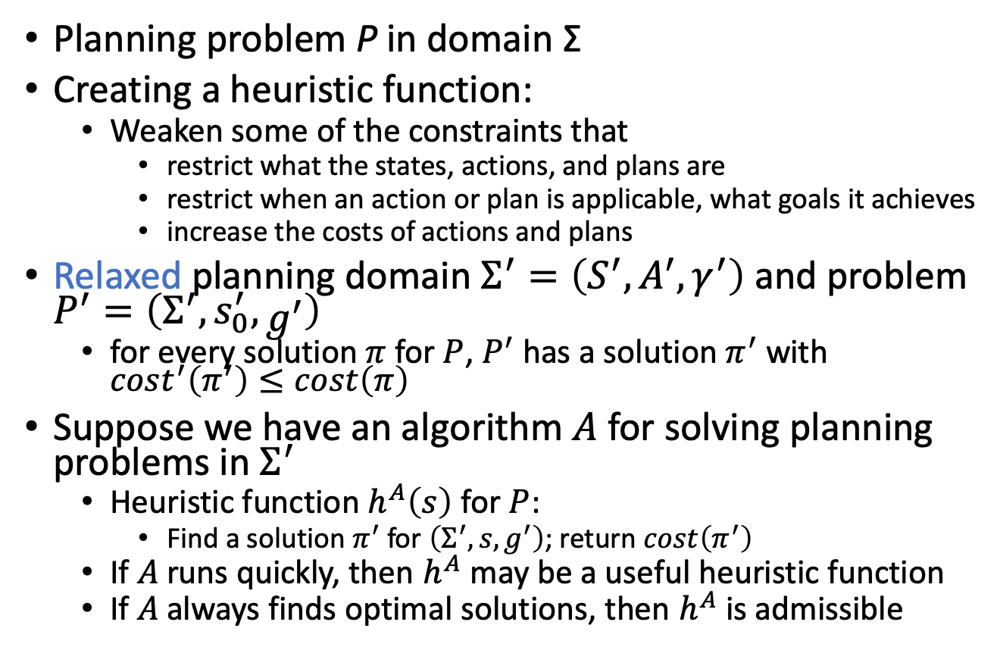 • Planning problem P in domain Σ
• Creating a heuristic function:
• Weaken some of the constraints that
• restrict what the states, actions, and plans are
• restrict when an action or plan is applicable, what goals it achieves
• increase the costs of actions and plans
• Relaxed planning domain Σ′ = (S′, A′, γ′) and problem
P′ = (Σ′, s₀′, g′)
• for every solution π for P, P′ has a solution π′ with
cost′(π′) ≤ cost(π)
• Suppose we have an algorithm A for solving planning
problems in Σ′
• Heuristic function hᴬ(s) for P:
• Find a solution π′ for (Σ′, s, g′); return cost(π′)
• If A runs quickly, then hᴬ may be a useful heuristic function
• If A always finds optimal solutions, then hᴬ is admissible